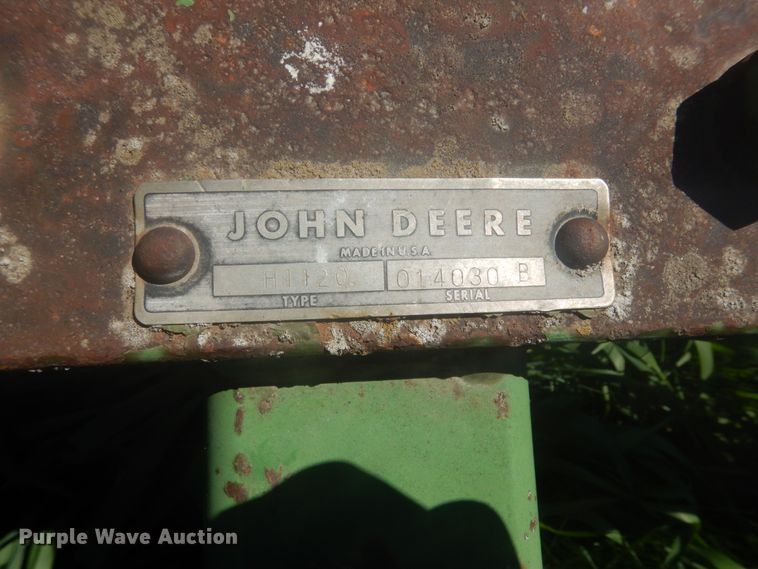 JOHN DEERE
MADE IN U.S.A.
H1120 014030 B
TYPE SERIAL
Purple Wave Auction